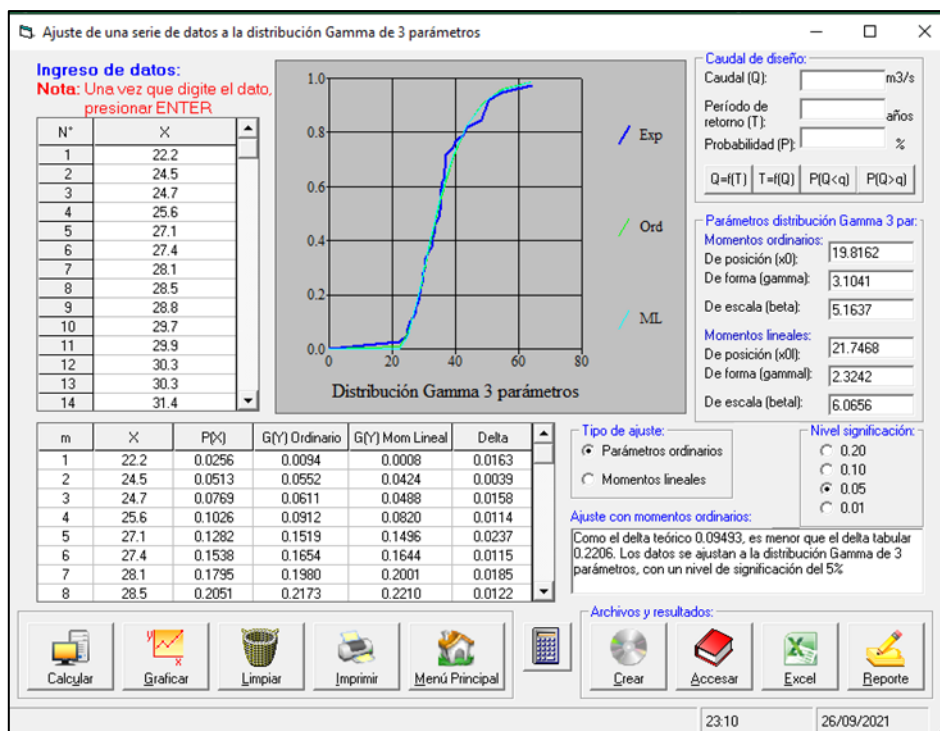 Ajuste de una serie de datos a la distribución Gamma de 3 parámetros
Ingreso de datos:
Nota: Una vez que digite el dato,
presionar ENTER
N° X
1 22.2
2 24.5
3 24.7
4 25.6
5 27.1
6 27.4
7 28.1
8 28.5
9 28.8
10 29.7
11 29.9
12 30.3
13 30.3
14 31.4
1.0
0.8
0.6
0.4
0.2
0.0
0 20 40 60 80
Exp
Ord
ML
Distribución Gamma 3 parámetros
Caudal de diseño:
Caudal (Q): m3/s
Período de
retorno (T): años
Probabilidad (P): %
Q=f(T) T=f(Q) P(Q<q) P(Q>q)
Parámetros distribución Gamma 3 par:
Momentos ordinarios:
De posición (x0): 19.8162
De forma (gamma): 3.1041
De escala (beta): 5.1637
Momentos lineales:
De posición (x0l): 21.7468
De forma (gammal): 2.3242
De escala (betal): 6.0656
m X P(X) G(Y) Ordinario G(Y) Mom Lineal Delta
1 22.2 0.0256 0.0094 0.0008 0.0163
2 24.5 0.0513 0.0552 0.0424 0.0039
3 24.7 0.0769 0.0611 0.0488 0.0158
4 25.6 0.1026 0.0912 0.0820 0.0114
5 27.1 0.1282 0.1519 0.1496 0.0237
6 27.4 0.1538 0.1654 0.1644 0.0115
7 28.1 0.1795 0.1980 0.2001 0.0185
8 28.5 0.2051 0.2173 0.2210 0.0122
Tipo de ajuste:
Parámetros ordinarios
Momentos lineales
Nivel significación:
0.20
0.10
0.05
0.01
Ajuste con momentos ordinarios:
Como el delta teórico 0.09493, es menor que el delta tabular
0.2206. Los datos se ajustan a la distribución Gamma de 3
parámetros, con un nivel de significación del 5%
Archivos y resultados:
y x
Calcular Graficar Limpiar Imprimir Menú Principal Crear Accesar Excel Reporte
23:10 26/09/2021